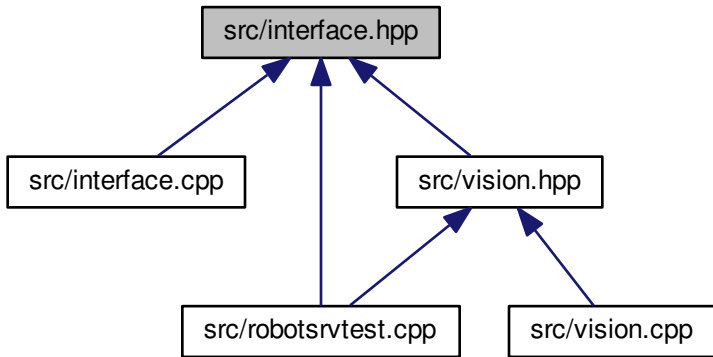 src/interface.hpp
src/interface.cpp
src/vision.hpp
src/robotsrvtest.cpp
src/vision.cpp